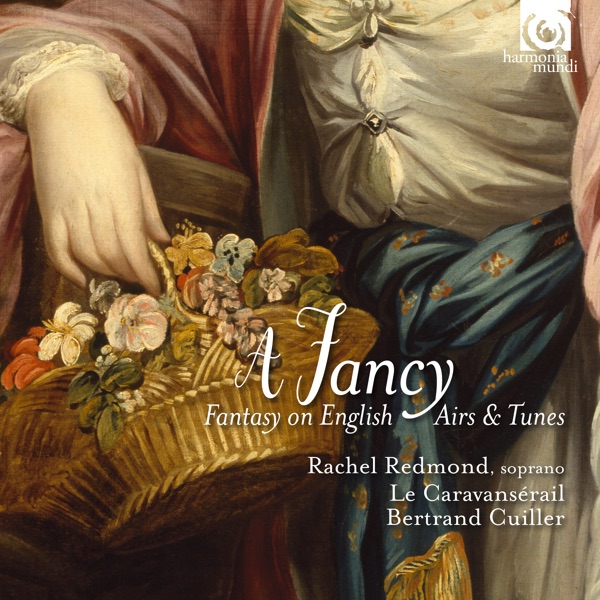 harmonia
mundi
A Fancy
Fantasy on English Airs & Tunes
Rachel Redmond, soprano
Le Caravansérail
Bertrand Cuiller